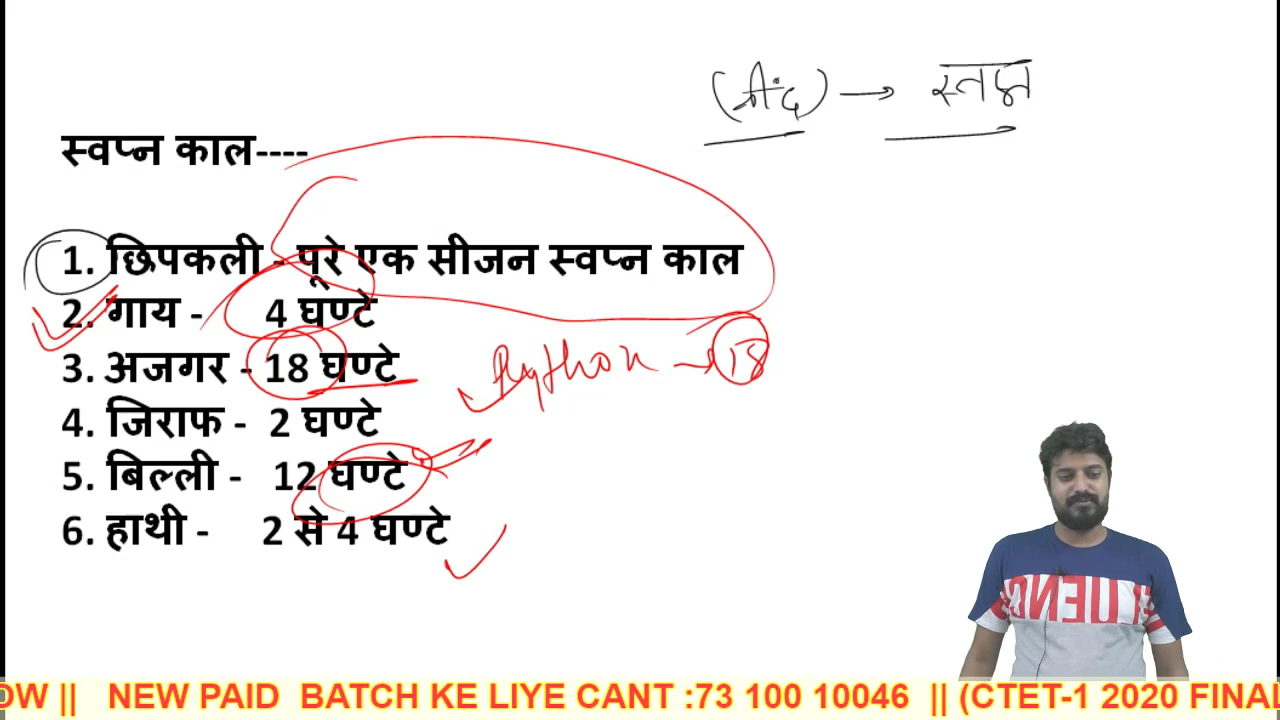 (नींद) → स्वप्न
स्वप्न काल----
1. छिपकली - पूरे एक सीजन स्वप्न काल
2. गाय - 4 घण्टे
3. अजगर - 18 घण्टे
Python → 18
4. जिराफ - 2 घण्टे
5. बिल्ली - 12 घण्टे
6. हाथी - 2 से 4 घण्टे
OW || NEW PAID BATCH KE LIYE CANT :73 100 10046 || (CTET-1 2020 FINAL